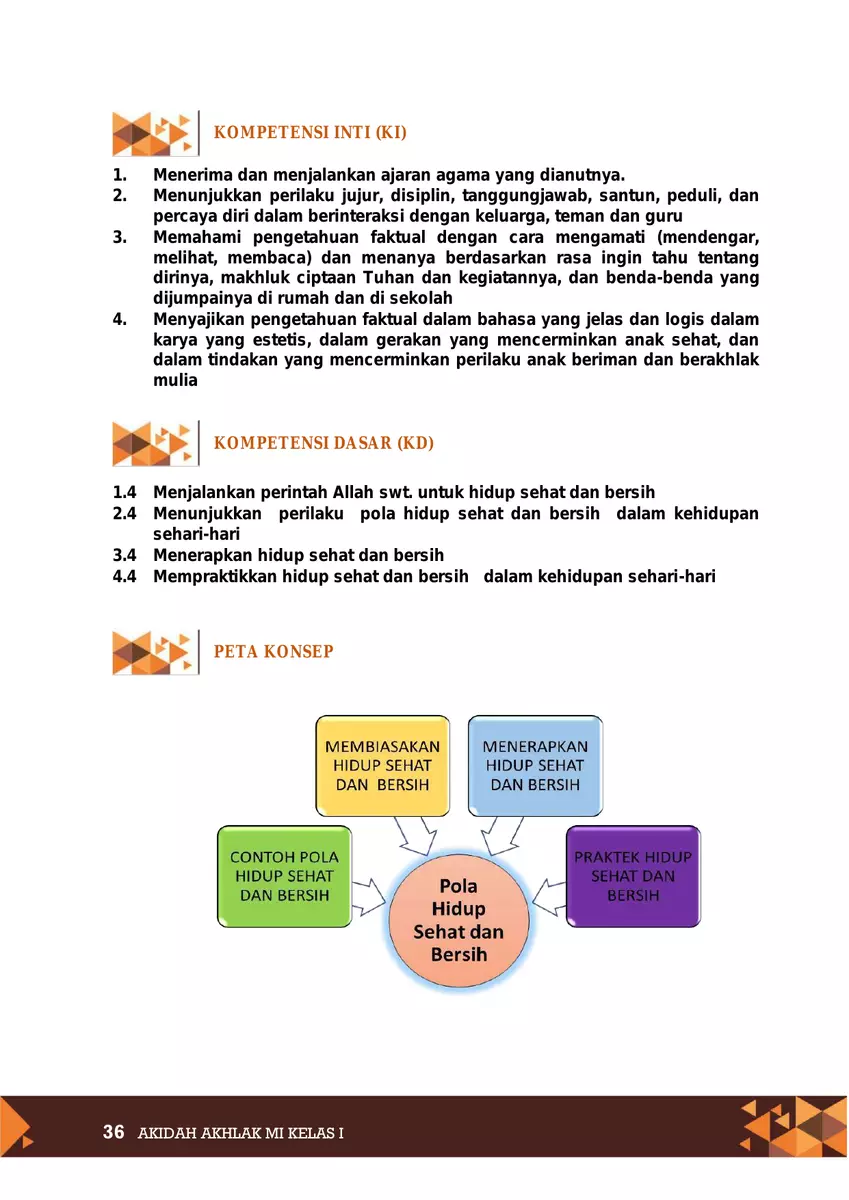 KOMPETENSI INTI (KI)
1. Menerima dan menjalankan ajaran agama yang dianutnya.
2. Menunjukkan perilaku jujur, disiplin, tanggungjawab, santun, peduli, dan
percaya diri dalam berinteraksi dengan keluarga, teman dan guru
3. Memahami pengetahuan faktual dengan cara mengamati (mendengar,
melihat, membaca) dan menanya berdasarkan rasa ingin tahu tentang
dirinya, makhluk ciptaan Tuhan dan kegiatannya, dan benda-benda yang
dijumpainya di rumah dan di sekolah
4. Menyajikan pengetahuan faktual dalam bahasa yang jelas dan logis dalam
karya yang estetis, dalam gerakan yang mencerminkan anak sehat, dan
dalam tindakan yang mencerminkan perilaku anak beriman dan berakhlak
mulia
KOMPETENSI DASAR (KD)
1.4 Menjalankan perintah Allah swt. untuk hidup sehat dan bersih
2.4 Menunjukkan perilaku pola hidup sehat dan bersih dalam kehidupan
sehari-hari
3.4 Menerapkan hidup sehat dan bersih
4.4 Mempraktikkan hidup sehat dan bersih dalam kehidupan sehari-hari
PETA KONSEP
MEMBIASAKAN
HIDUP SEHAT
DAN BERSIH
MENERAPKAN
HIDUP SEHAT
DAN BERSIH
CONTOH POLA
HIDUP SEHAT
DAN BERSIH
PRAKTEK HIDUP
SEHAT DAN
BERSIH
Pola
Hidup
Sehat dan
Bersih
36 AKIDAH AKHLAK MI KELAS I